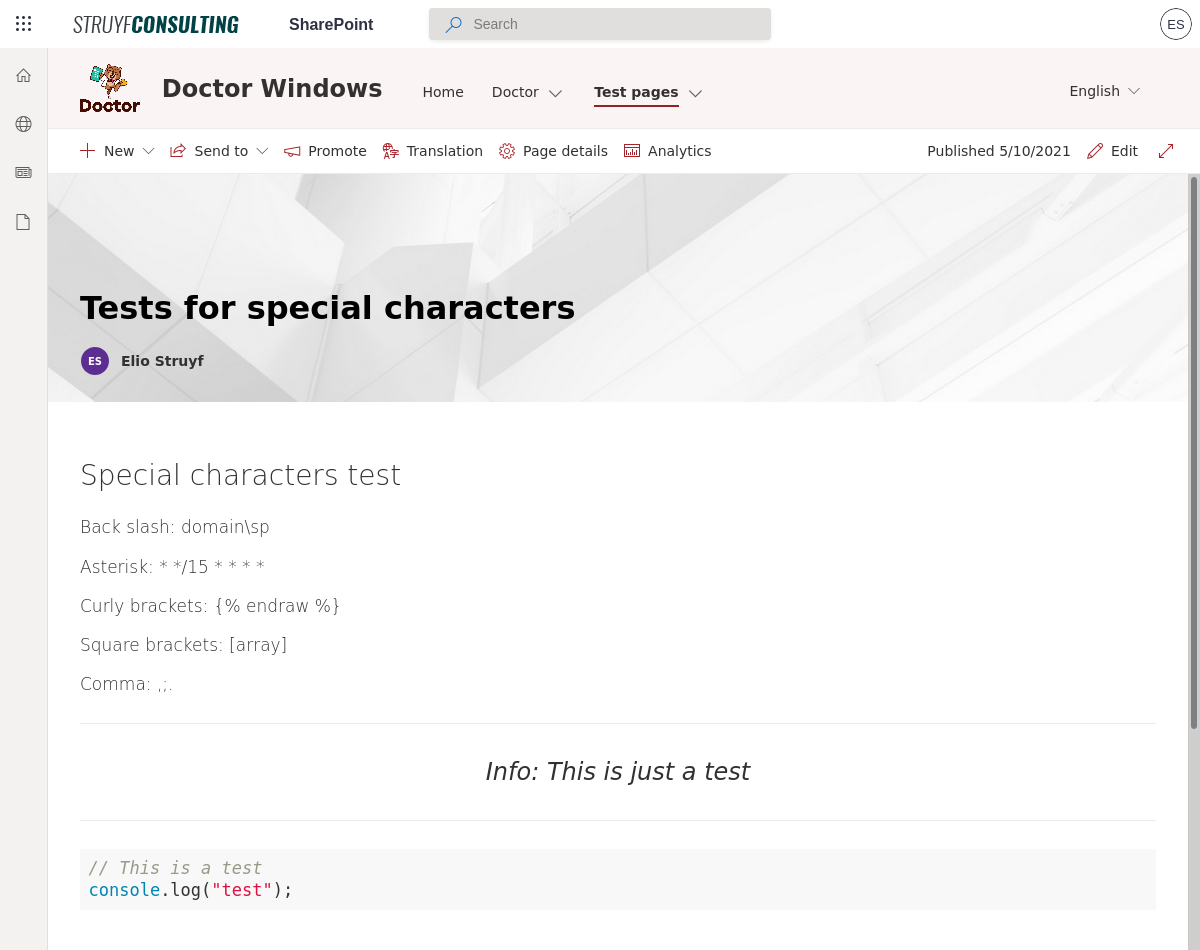 STRUYFCONSULTING SharePoint Search ES
Doctor Doctor Windows Home Doctor Test pages English
New Send to Promote Translation Page details Analytics Published 5/10/2021 Edit
Tests for special characters
ES Elio Struyf
Special characters test
Back slash: domain\sp
Asterisk: * */15 * * * *
Curly brackets: {% endraw %}
Square brackets: [array]
Comma: ,;.
Info: This is just a test
// This is a test
console.log("test");